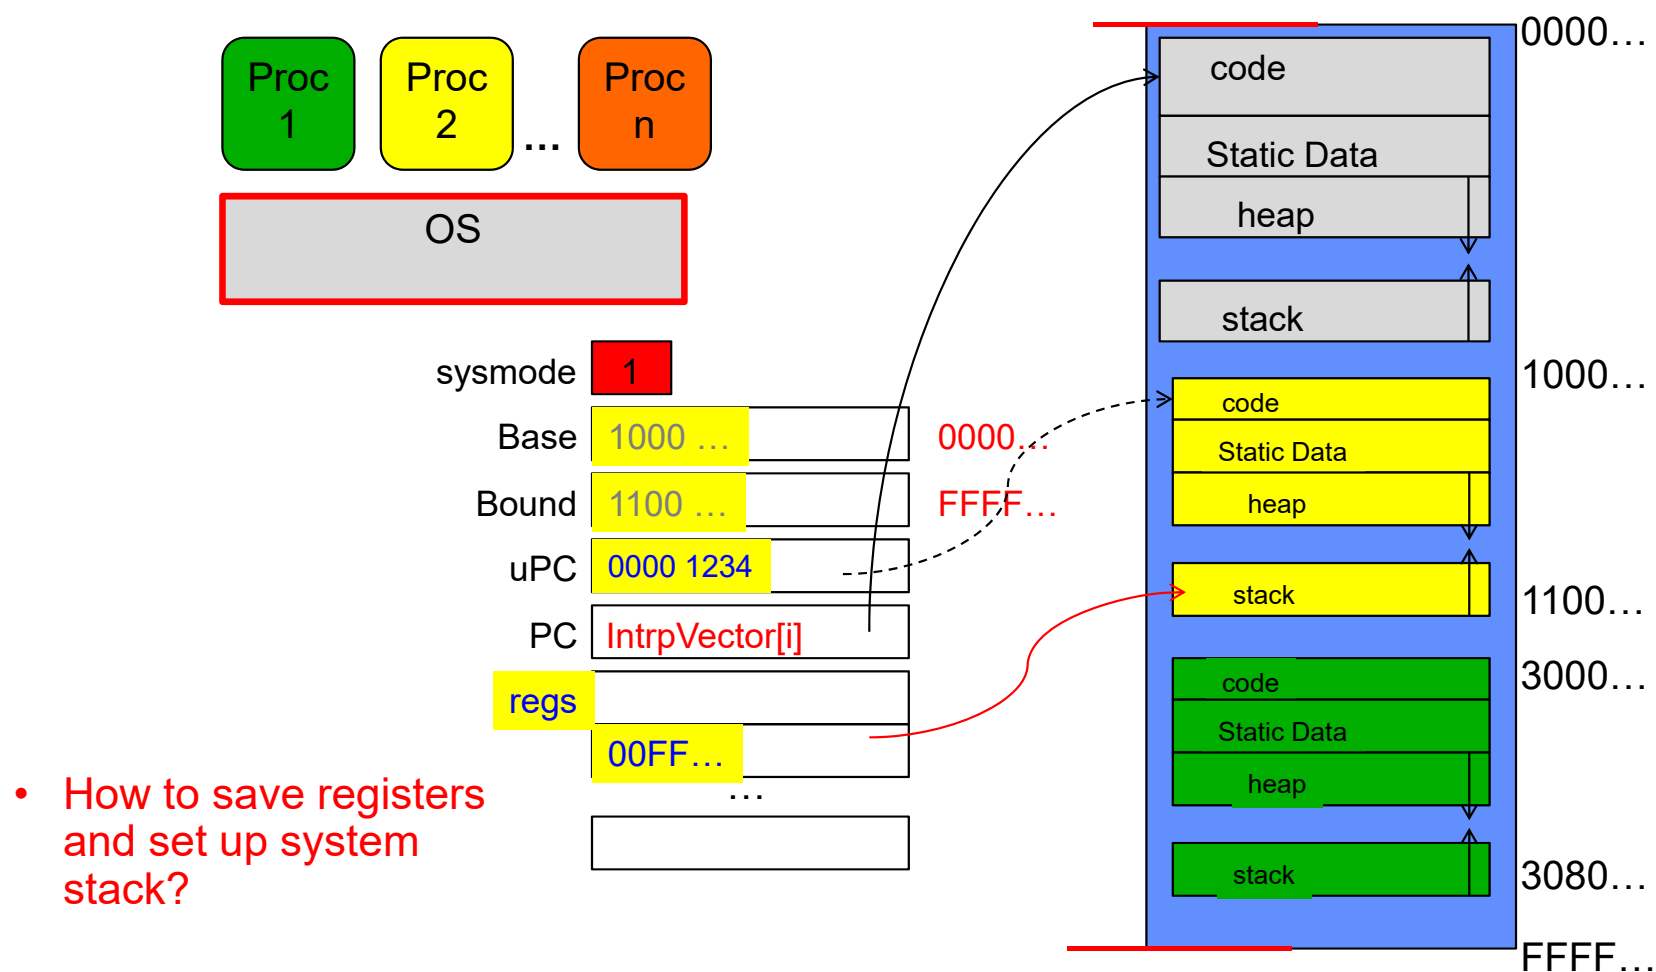 Proc
1
Proc
2
...
Proc
n
OS
sysmode 1
Base 1000 … 0000…
Bound 1100 … FFFF…
uPC 0000 1234
PC IntrpVector[i]
regs
00FF…
…
• How to save registers
and set up system
stack?
0000…
code
Static Data
heap
stack
1000…
code
Static Data
heap
stack
1100…
3000…
code
Static Data
heap
stack
3080…
FFFF…